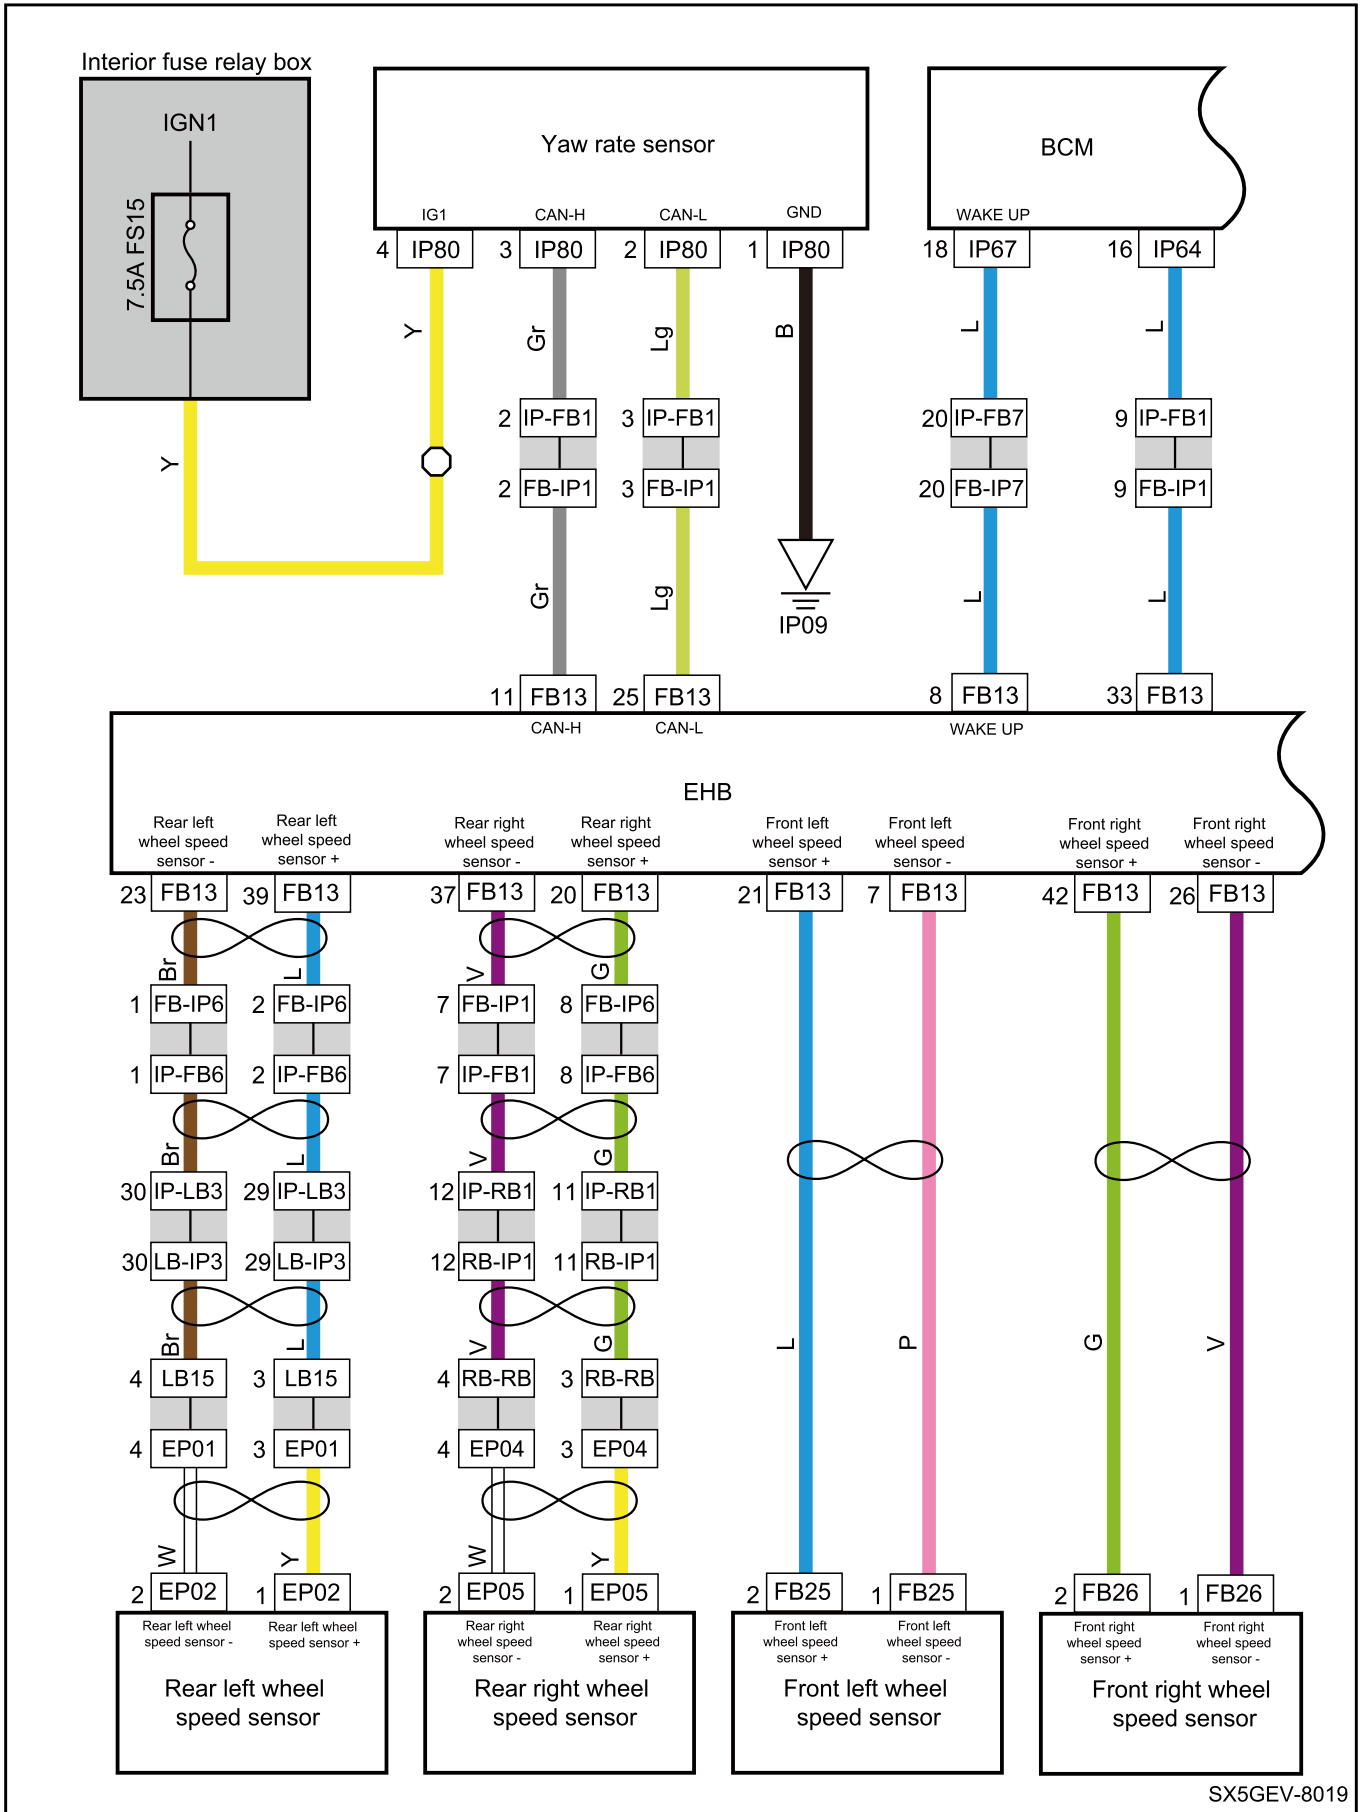 Interior fuse relay box
IGN1
7.5A FS15
Yaw rate sensor
BCM
IG1 CAN-H CAN-L GND WAKE UP
4 IP80 3 IP80 2 IP80 1 IP80 18 IP67 16 IP64
Y Gr Lg B L L
2 IP-FB1 3 IP-FB1 20 IP-FB7 9 IP-FB1
Y
2 FB-IP1 3 FB-IP1 20 FB-IP7 9 FB-IP1
Gr Lg L L
IP09
11 FB13 25 FB13 8 FB13 33 FB13
CAN-H CAN-L WAKE UP
EHB
Rear left
wheel speed
sensor -
Rear left
wheel speed
sensor +
Rear right
wheel speed
sensor -
Rear right
wheel speed
sensor +
Front left
wheel speed
sensor +
Front left
wheel speed
sensor -
Front right
wheel speed
sensor +
Front right
wheel speed
sensor -
23 FB13 39 FB13 37 FB13 20 FB13 21 FB13 7 FB13 42 FB13 26 FB13
Br L V G
1 FB-IP6 2 FB-IP6 7 FB-IP1 8 FB-IP6
1 IP-FB6 2 IP-FB6 7 IP-FB1 8 IP-FB6
Br L V G
30 IP-LB3 29 IP-LB3 12 IP-RB1 11 IP-RB1
30 LB-IP3 29 LB-IP3 12 RB-IP1 11 RB-IP1
Br L V G L P G V
4 LB15 3 LB15 4 RB-RB 3 RB-RB
4 EP01 3 EP01 4 EP04 3 EP04
W Y W Y
2 EP02 1 EP02 2 EP05 1 EP05 2 FB25 1 FB25 2 FB26 1 FB26
Rear left wheel
speed sensor -
Rear left wheel
speed sensor +
Rear right
wheel speed
sensor -
Rear right
wheel speed
sensor +
Front left
wheel speed
sensor +
Front left
wheel speed
sensor -
Front right
wheel speed
sensor +
Front right
wheel speed
sensor -
Rear left wheel
speed sensor
Rear right wheel
speed sensor
Front left wheel
speed sensor
Front right wheel
speed sensor
SX5GEV-8019